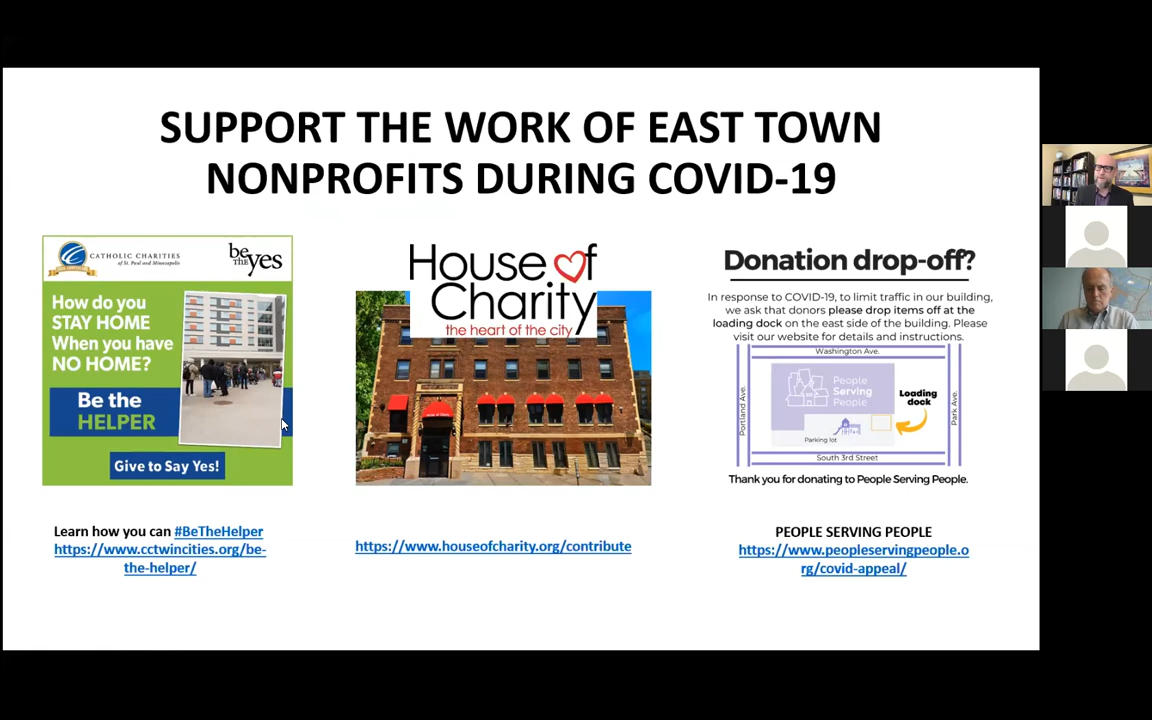 SUPPORT THE WORK OF EAST TOWN
NONPROFITS DURING COVID-19
CATHOLIC CHARITIES
of St. Paul and Minneapolis
be
THE
yes
How do you
STAY HOME
When you have
NO HOME?
Be the
HELPER
Give to Say Yes!
Learn how you can #BeTheHelper
https://www.cctwincities.org/be-
the-helper/
House of
Charity
the heart of the city
https://www.houseofcharity.org/contribute
Donation drop-off?
In response to COVID-19, to limit traffic in our building,
we ask that donors please drop items off at the
loading dock on the east side of the building. Please
visit our website for details and instructions.
Washington Ave.
Portland Ave.
People
Serving
People
Loading
dock
Park Ave.
Parking lot
South 3rd Street
Thank you for donating to People Serving People.
PEOPLE SERVING PEOPLE
https://www.peopleservingpeople.o
rg/covid-appeal/